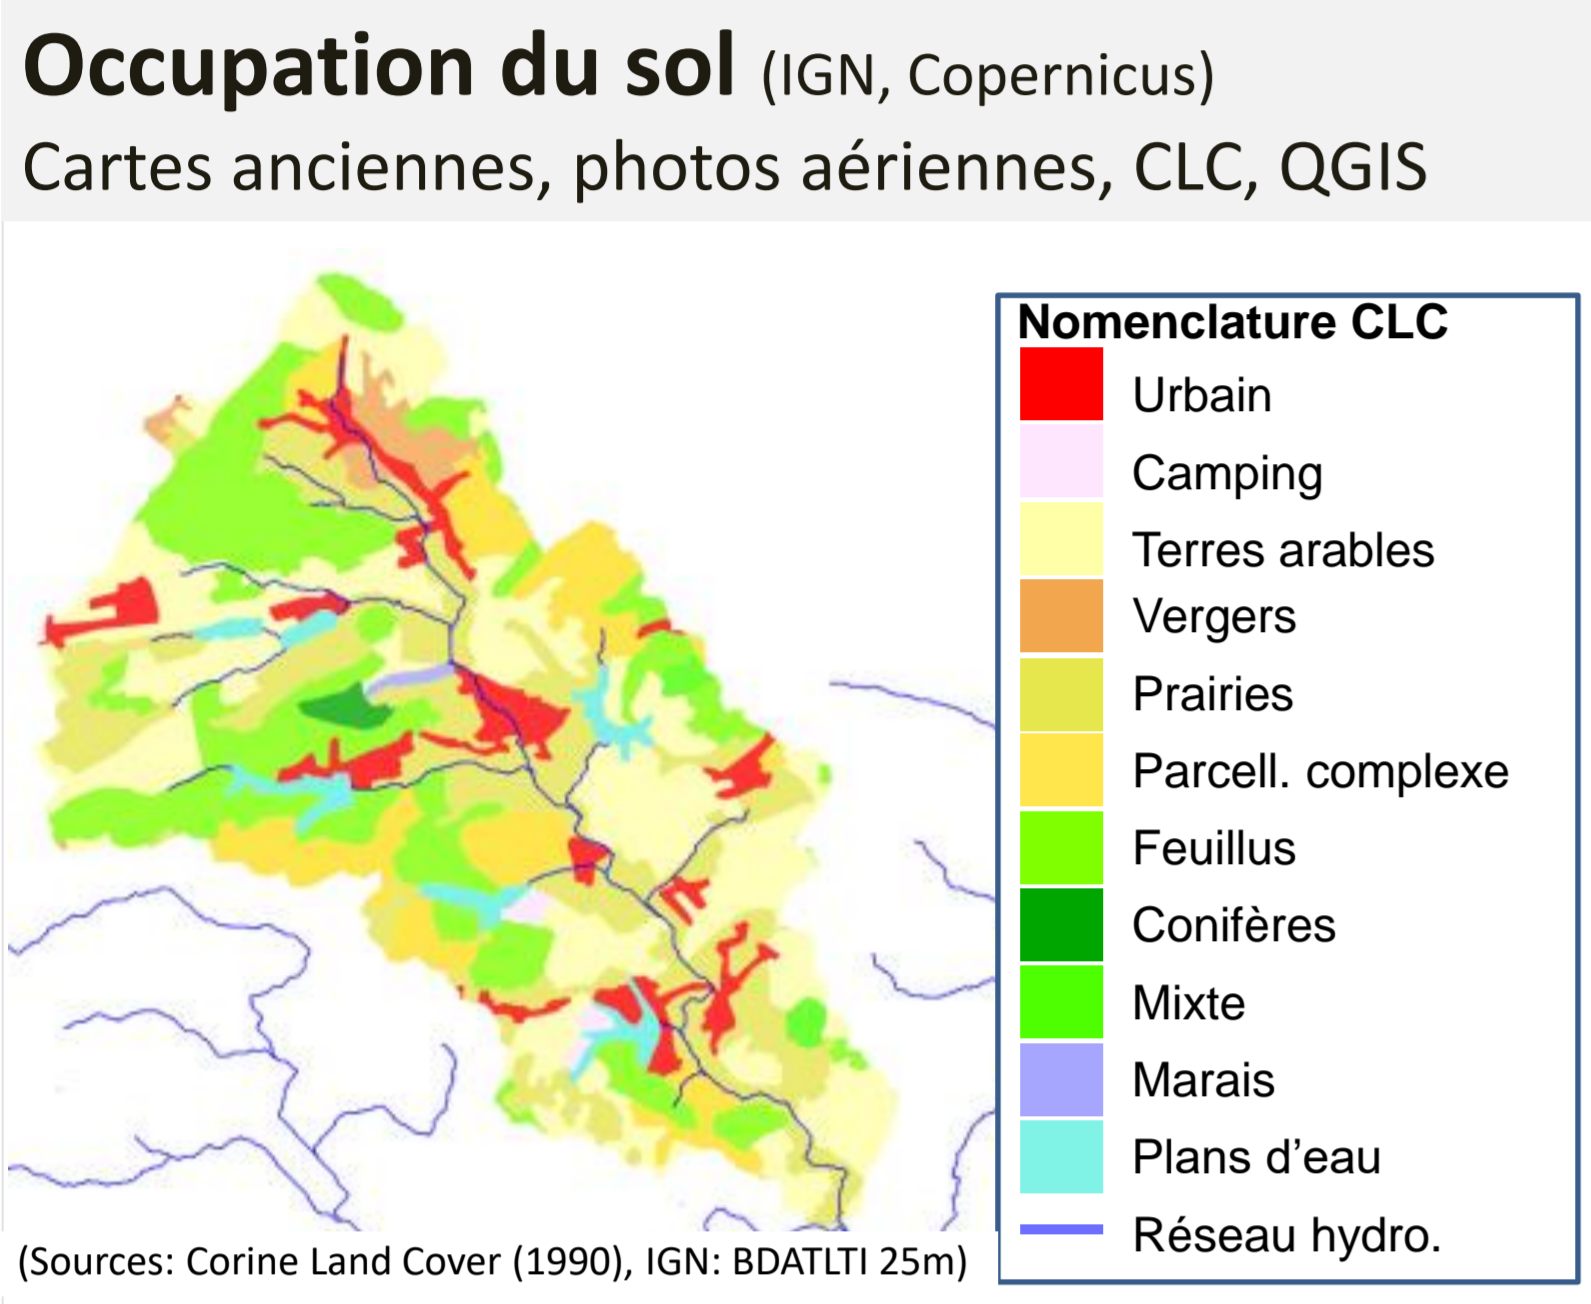 Occupation du sol (IGN, Copernicus)
Cartes anciennes, photos aériennes, CLC, QGIS
Nomenclature CLC
Urbain
Camping
Terres arables
Vergers
Prairies
Parcell. complexe
Feuillus
Conifères
Mixte
Marais
Plans d’eau
Réseau hydro.
(Sources: Corine Land Cover (1990), IGN: BDATLTI 25m)